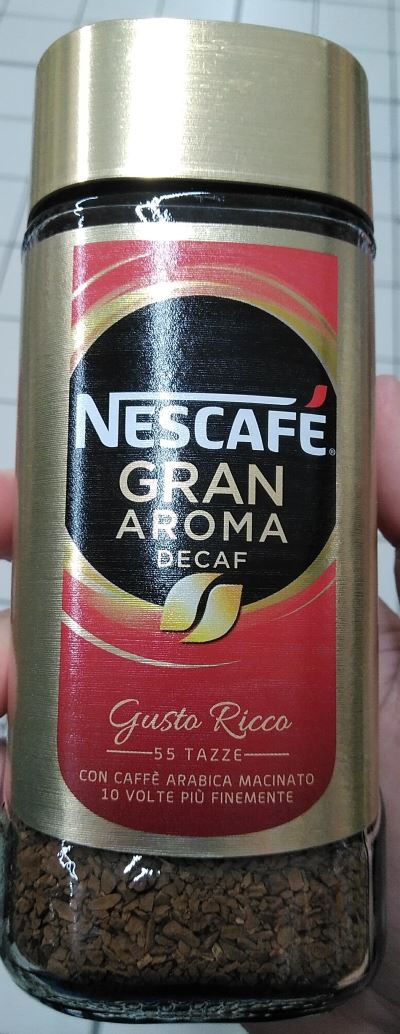 NESCAFÉ®
GRAN
AROMA
DECAF
Gusto Ricco
55 TAZZE
CON CAFFÈ ARABICA MACINATO
10 VOLTE PIÙ FINEMENTE